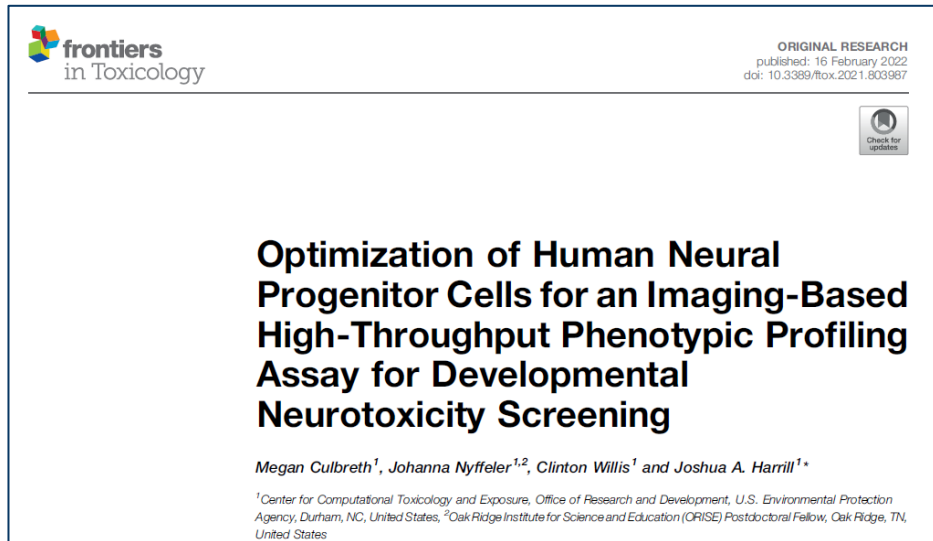 frontiers
in Toxicology
ORIGINAL RESEARCH
published: 16 February 2022
doi: 10.3389/ftox.2021.803987
Check for
updates
Optimization of Human Neural
Progenitor Cells for an Imaging-Based
High-Throughput Phenotypic Profiling
Assay for Developmental
Neurotoxicity Screening
Megan Culbreth1, Johanna Nyffeler1,2, Clinton Willis1 and Joshua A. Harrill1*
1Center for Computational Toxicology and Exposure, Office of Research and Development, U.S. Environmental Protection
Agency, Durham, NC, United States, 2Oak Ridge Institute for Science and Education (ORISE) Postdoctoral Fellow, Oak Ridge, TN,
United States